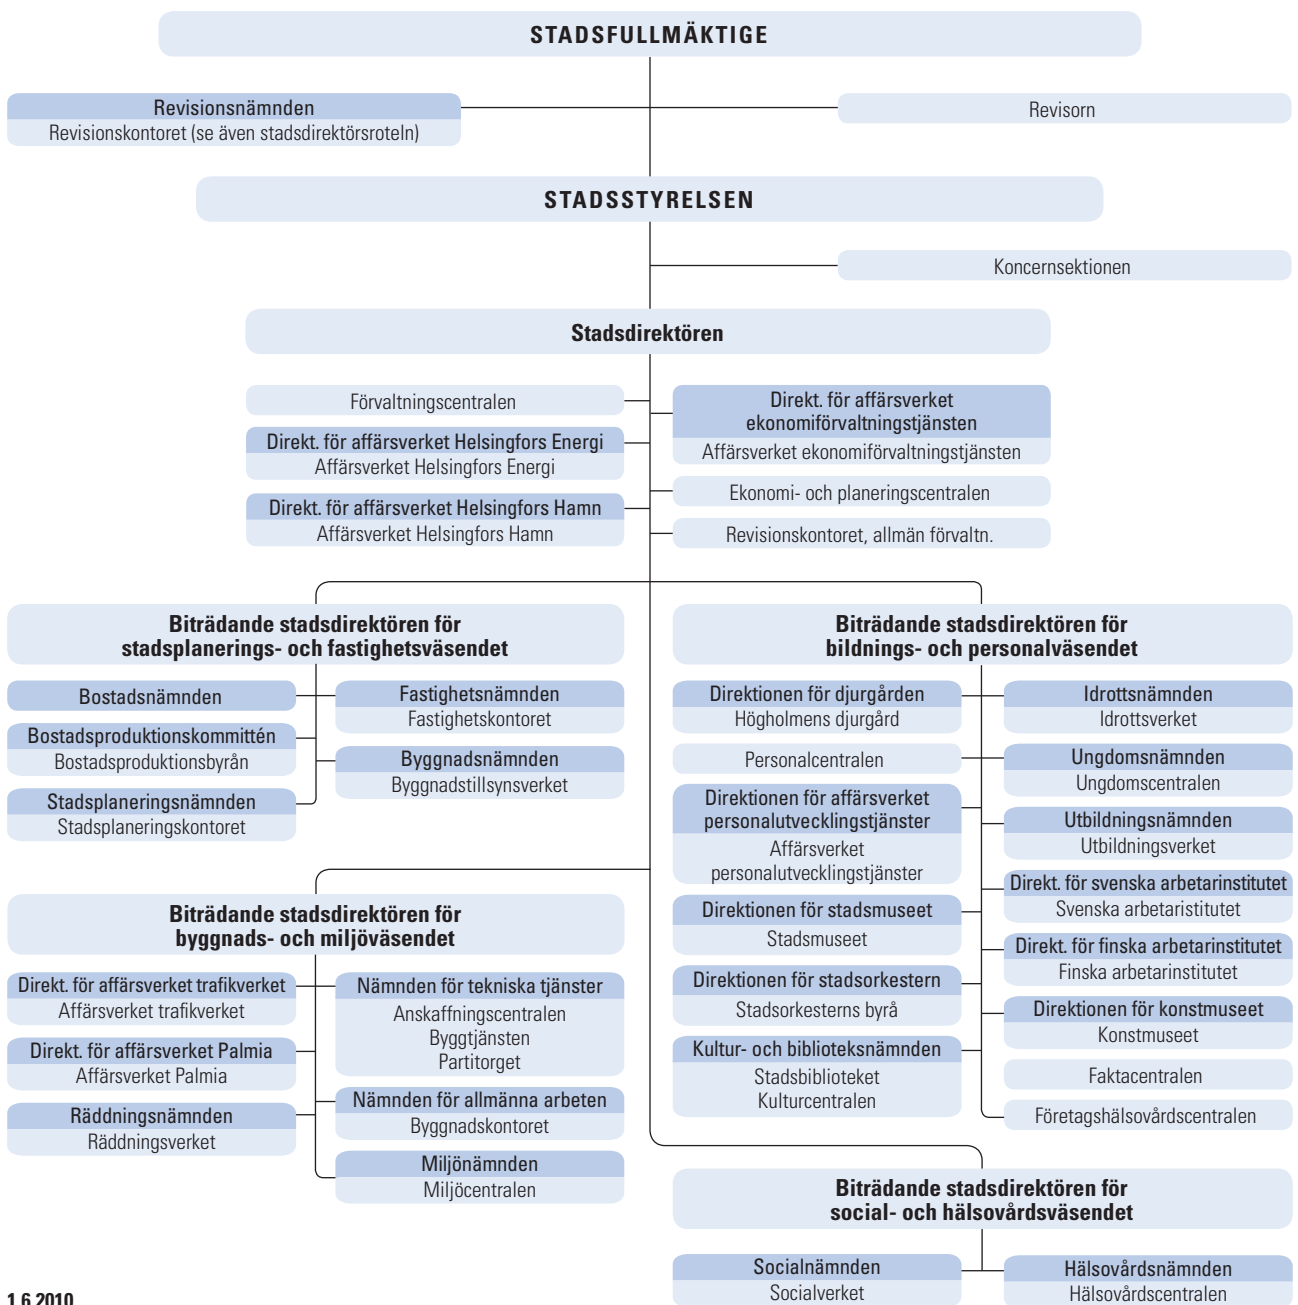 STADSFULLMÄKTIGE
Revisionsnämnden
Revisionskontoret (se även stadsdirektörsroteln)
Revisorn
STADSSTYRELSEN
Koncernsektionen
Stadsdirektören
Förvaltningscentralen
Direkt. för affärsverket Helsingfors Energi
Affärsverket Helsingfors Energi
Direkt. för affärsverket Helsingfors Hamn
Affärsverket Helsingfors Hamn
Direkt. för affärsverket
ekonomiförvaltningstjänsten
Affärsverket ekonomiförvaltningstjänsten
Ekonomi- och planeringscentralen
Revisionskontoret, allmän förvaltn.
Biträdande stadsdirektören för
stadsplanerings- och fastighetsväsendet
Bostadsnämnden
Bostadsproduktionskommittén
Bostadsproduktionsbyrån
Stadsplaneringsnämnden
Stadsplaneringskontoret
Fastighetsnämnden
Fastighetskontoret
Byggnadsnämnden
Byggnadstillsynsverket
Biträdande stadsdirektören för
byggnads- och miljöväsendet
Direkt. för affärsverket trafikverket
Affärsverket trafikverket
Direkt. för affärsverket Palmia
Affärsverket Palmia
Räddningsnämnden
Räddningsverket
Nämnden för tekniska tjänster
Anskaffningscentralen
Byggtjänsten
Partitorget
Nämnden för allmänna arbeten
Byggnadskontoret
Miljönämnden
Miljöcentralen
Biträdande stadsdirektören för
bildnings- och personalväsendet
Direktionen för djurgården
Högholmens djurgård
Personalcentralen
Direktionen för affärsverket
personalutvecklingstjänster
Affärsverket
personalutvecklingstjänster
Direktionen för stadsmuseet
Stadsmuseet
Direktionen för stadsorkestern
Stadsorkesterns byrå
Kultur- och biblioteksnämnden
Stadsbiblioteket
Kulturcentralen
Idrottsnämnden
Idrottsverket
Ungdomsnämnden
Ungdomscentralen
Utbildningsnämnden
Utbildningsverket
Direkt. för svenska arbetarinstitutet
Svenska arbetaristitutet
Direkt. för finska arbetarinstitutet
Finska arbetarinstitutet
Direktionen för konstmuseet
Konstmuseet
Faktacentralen
Företagshälsovårdscentralen
Biträdande stadsdirektören för
social- och hälsovårdsväsendet
Socialnämnden
Socialverket
Hälsovårdsnämnden
Hälsovårdscentralen
1.6.2010